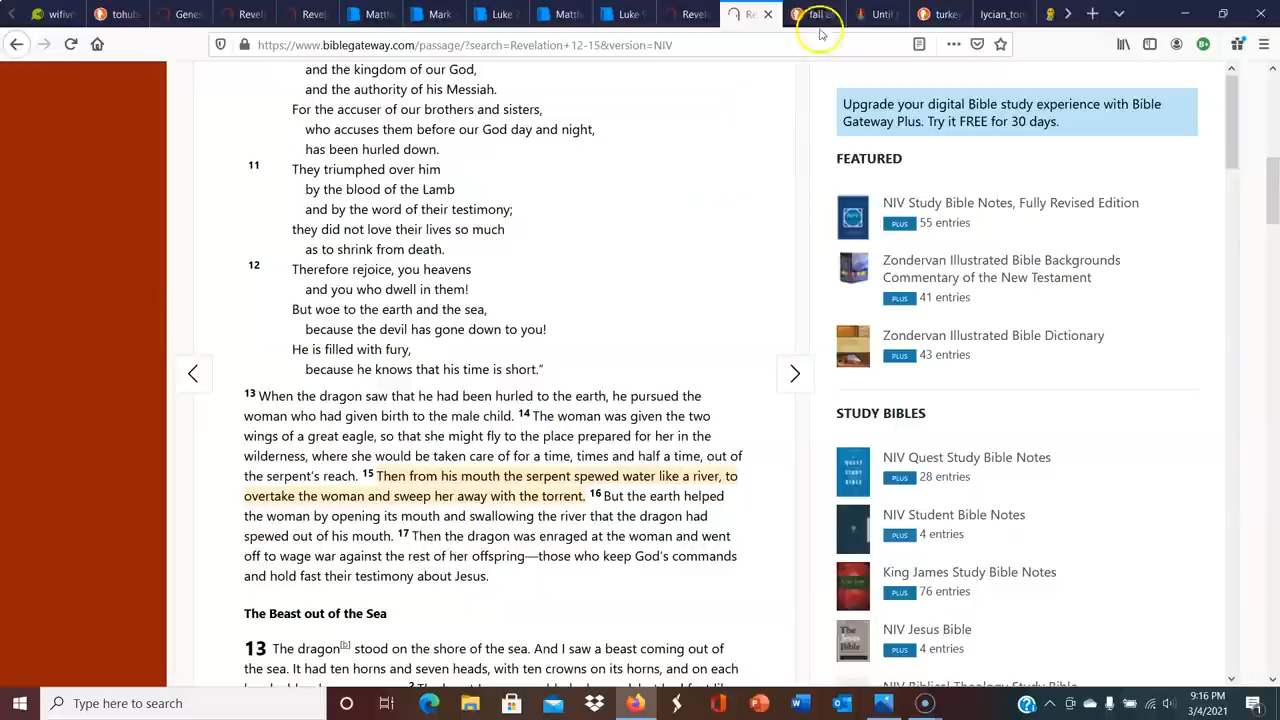 wifiv
tohub
Gene
Reve
Matt
Mark
Luke
Matt
Luke
Revel
Re
fall
Until
turke
lycian_tor
https://www.biblegateway.com/passage/?search=Revelation+12-15&version=NIV
and the kingdom of our God,
and the authority of his Messiah.
For the accuser of our brothers and sisters,
who accuses them before our God day and night,
has been hurled down.
11 They triumphed over him
by the blood of the Lamb
and by the word of their testimony;
they did not love their lives so much
as to shrink from death.
12 Therefore rejoice, you heavens
and you who dwell in them!
But woe to the earth and the sea,
because the devil has gone down to you!
He is filled with fury,
because he knows that his time is short.”
13 When the dragon saw that he had been hurled to the earth, he pursued the
woman who had given birth to the male child. 14 The woman was given the two
wings of a great eagle, so that she might fly to the place prepared for her in the
wilderness, where she would be taken care of for a time, times and half a time, out of
the serpent’s reach. 15 Then from his mouth the serpent spewed water like a river, to
overtake the woman and sweep her away with the torrent. 16 But the earth helped
the woman by opening its mouth and swallowing the river that the dragon had
spewed out of his mouth. 17 Then the dragon was enraged at the woman and went
off to wage war against the rest of her offspring—those who keep God’s commands
and hold fast their testimony about Jesus.
The Beast out of the Sea
13 The dragon[b] stood on the shore of the sea. And I saw a beast coming out of
the sea. It had ten horns and seven heads, with ten crowns on its horns, and on each
Upgrade your digital Bible study experience with Bible
Gateway Plus. Try it FREE for 30 days.
FEATURED
NIV Study Bible Notes, Fully Revised Edition
PLUS 55 entries
Zondervan Illustrated Bible Backgrounds
Commentary of the New Testament
PLUS 41 entries
Zondervan Illustrated Bible Dictionary
PLUS 43 entries
STUDY BIBLES
NIV Quest Study Bible Notes
PLUS 28 entries
NIV Student Bible Notes
PLUS 4 entries
King James Study Bible Notes
PLUS 76 entries
NIV Jesus Bible
PLUS 4 entries
NIV Biblical Theology Study Bible
Type here to search
9:16 PM
3/4/2021